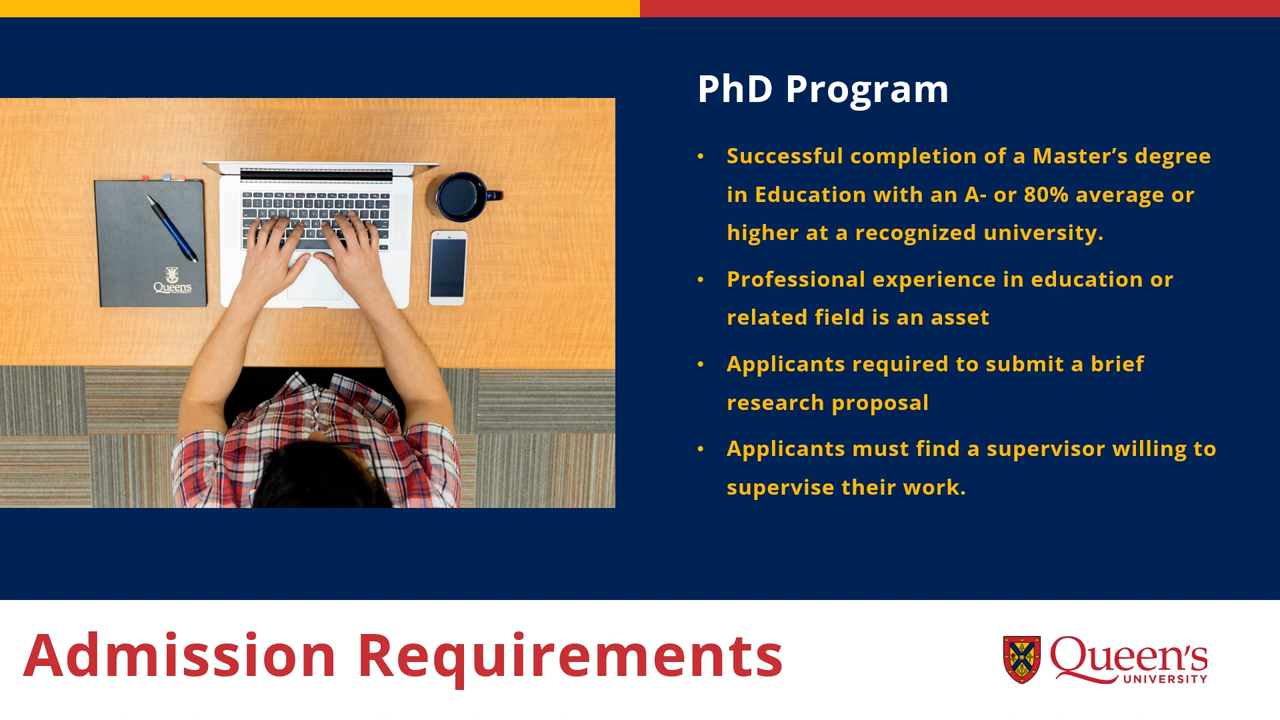 PhD Program
• Successful completion of a Master’s degree
in Education with an A- or 80% average or
higher at a recognized university.
• Professional experience in education or
related field is an asset
• Applicants required to submit a brief
research proposal
• Applicants must find a supervisor willing to
supervise their work.
Queen's
Admission Requirements
Queen's
UNIVERSITY